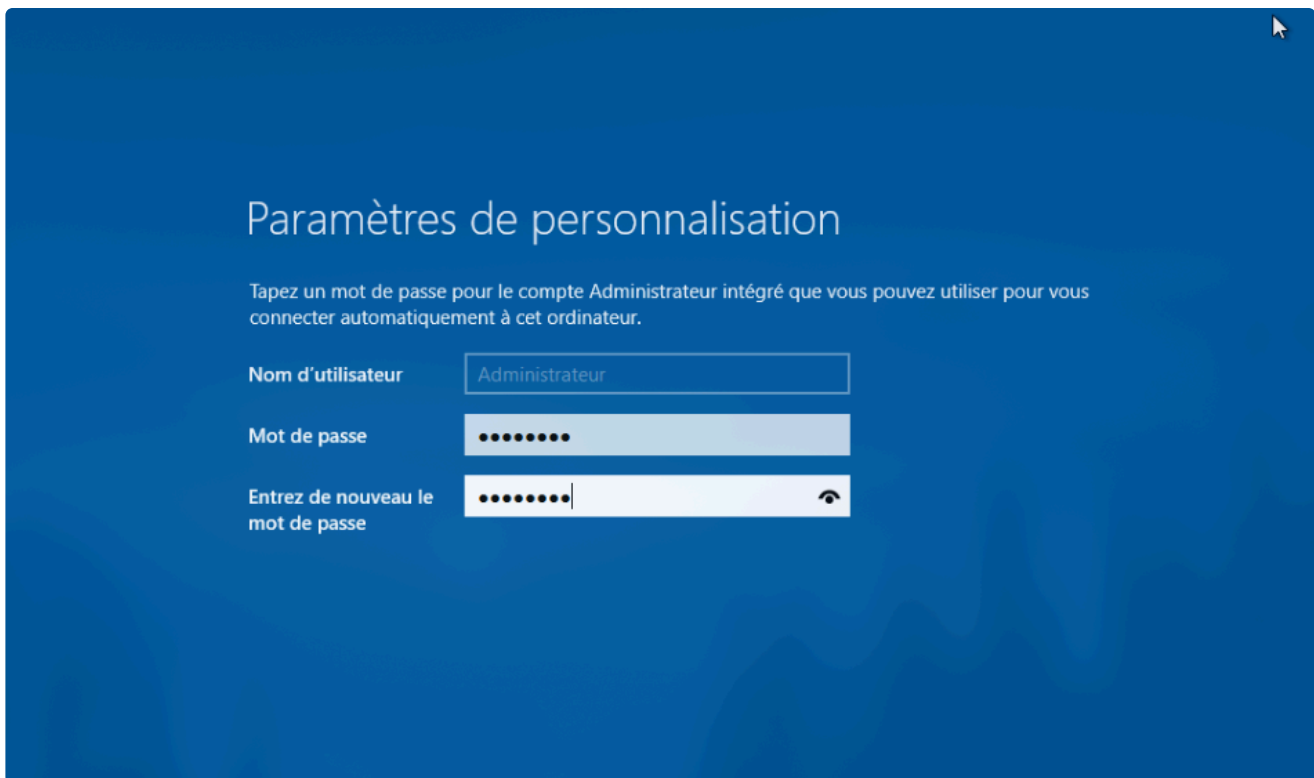 Paramètres de personnalisation
Tapez un mot de passe pour le compte Administrateur intégré que vous pouvez utiliser pour vous
connecter automatiquement à cet ordinateur.
Nom d'utilisateur
Administrateur
Mot de passe
••••••••
Entrez de nouveau le
mot de passe
••••••••